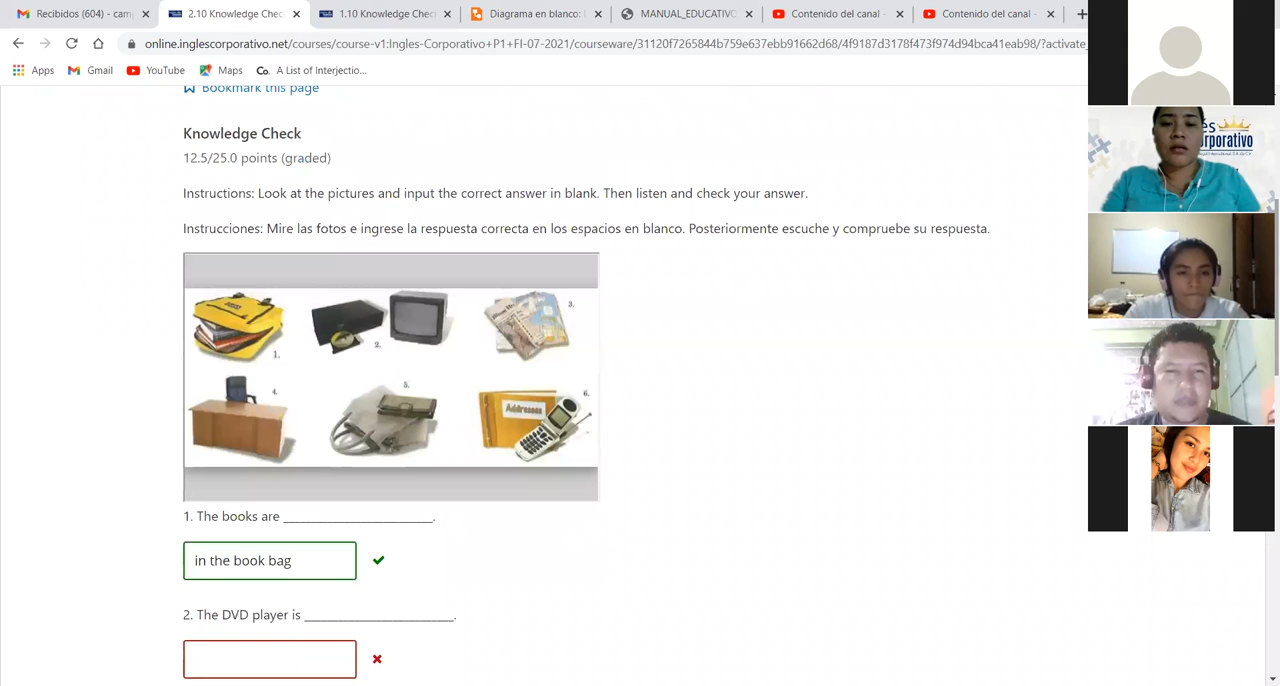 Recibidos (604) - cam
2.10 Knowledge Chec
1.10 Knowledge Chec
Diagrama en blanco:
MANUAL_EDUCATIVO
Contenido del canal -
Contenido del canal -
online.inglescorporativo.net/courses/course-v1:Ingles-Corporativo+P1+FI-07-2021/courseware/31120f7265844b759e637ebb91662d68/4f9187d3178f473f974d94bca41eab98/?activate_
Apps
Gmail
YouTube
Maps
Co.
A List of Interjectio...
Bookmark this page
Knowledge Check
12.5/25.0 points (graded)
Instructions: Look at the pictures and input the correct answer in blank. Then listen and check your answer.
Instrucciones: Mire las fotos e ingrese la respuesta correcta en los espacios en blanco. Posteriormente escuche y compruebe su respuesta.
1.
2.
3.
4.
5.
6.
Addresses
1. The books are ______________________.
in the book bag
2. The DVD player is ______________________.
és
rporativo